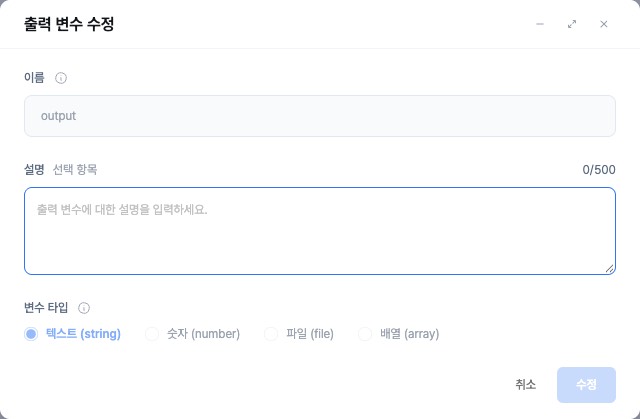 출력 변수 수정
이름
output
설명 선택 항목 0/500
출력 변수에 대한 설명을 입력하세요.
변수 타입
텍스트 (string) 숫자 (number) 파일 (file) 배열 (array)
취소 수정